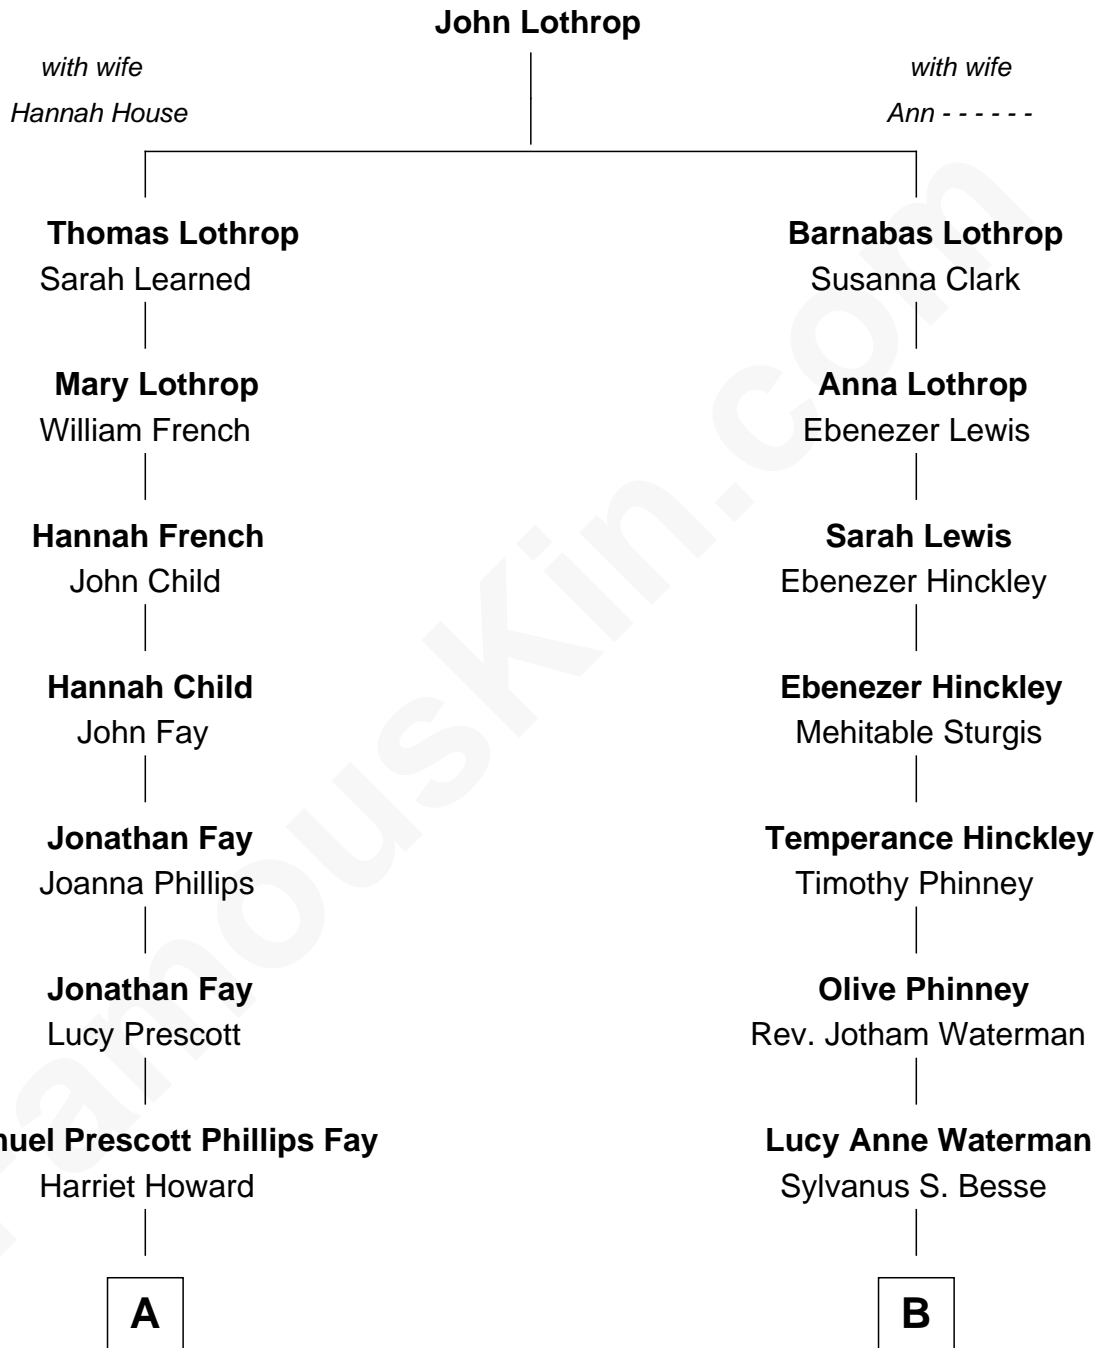 John Lothrop
with wife
Hannah House
with wife
Ann - - - - - -
Thomas Lothrop
Sarah Learned
Barnabas Lothrop
Susanna Clark
Mary Lothrop
William French
Anna Lothrop
Ebenezer Lewis
Hannah French
John Child
Sarah Lewis
Ebenezer Hinckley
Hannah Child
John Fay
Ebenezer Hinckley
Mehitable Sturgis
Jonathan Fay
Joanna Phillips
Temperance Hinckley
Timothy Phinney
Jonathan Fay
Lucy Prescott
Olive Phinney
Rev. Jotham Waterman
nuel Prescott Phillips Fay
Harriet Howard
Lucy Anne Waterman
Sylvanus S. Besse
A
B
FamousKin.com